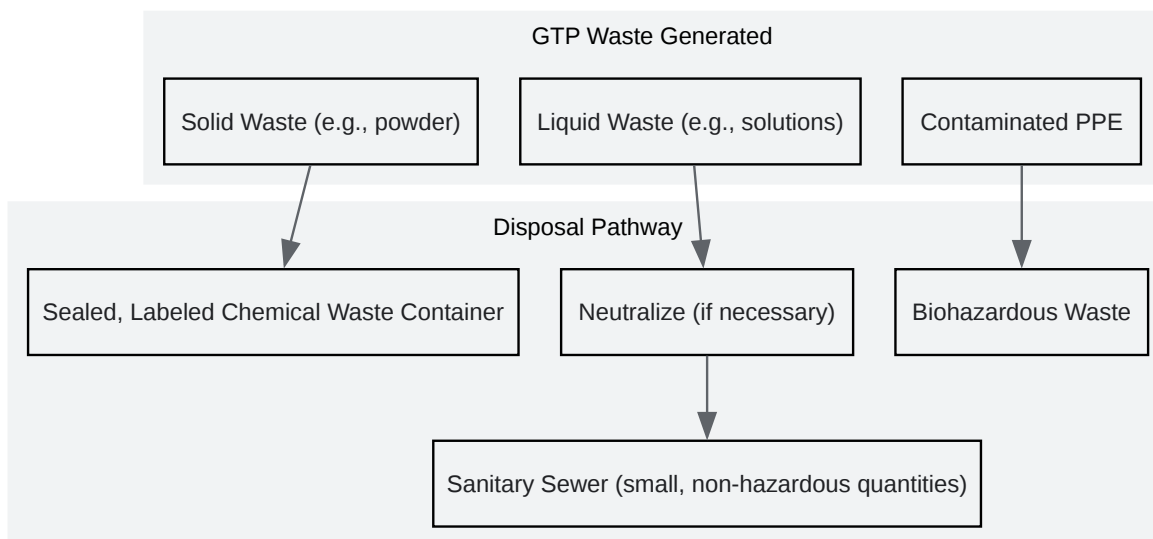 GTP Waste Generated
Solid Waste (e.g., powder)
Liquid Waste (e.g., solutions)
Contaminated PPE
Disposal Pathway
Sealed, Labeled Chemical Waste Container
Neutralize (if necessary)
Biohazardous Waste
Sanitary Sewer (small, non-hazardous quantities)